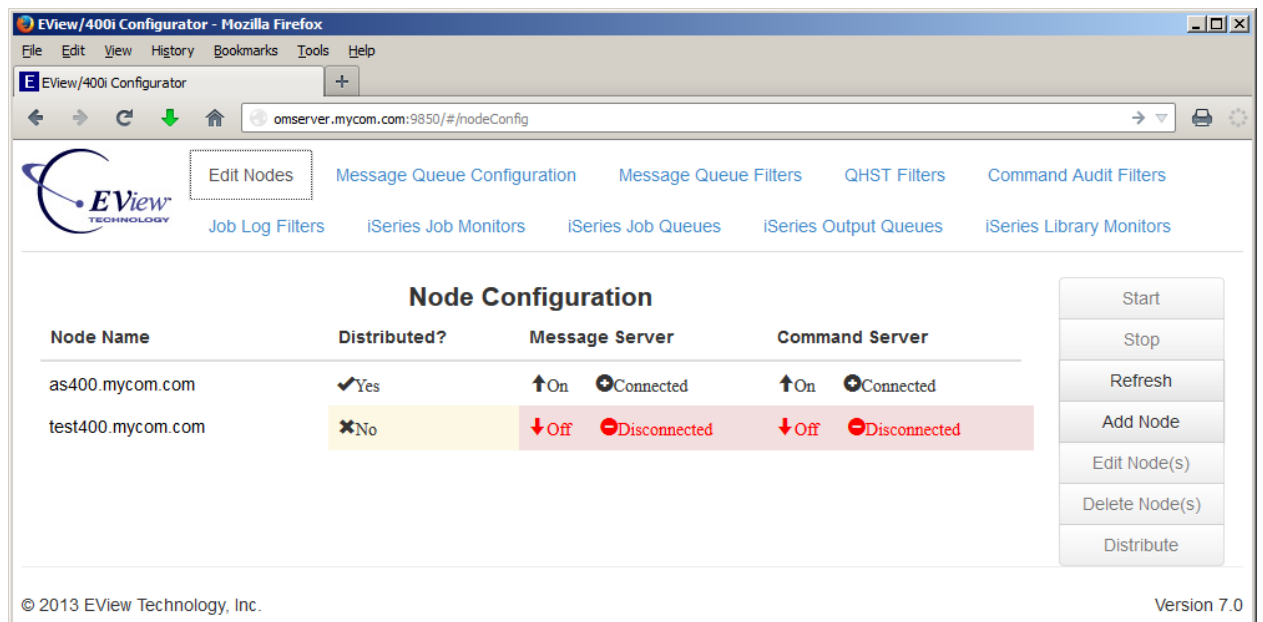 EView/400i Configurator - Mozilla Firefox
File Edit View History Bookmarks Tools Help
E EView/400i Configurator +
omserver.mycom.com:9850/#/nodeConfig
EView TECHNOLOGY
Edit Nodes Message Queue Configuration Message Queue Filters QHST Filters Command Audit Filters
Job Log Filters iSeries Job Monitors iSeries Job Queues iSeries Output Queues iSeries Library Monitors
Node Configuration
Node Name Distributed? Message Server Command Server
as400.mycom.com Yes On Connected On Connected
test400.mycom.com No Off Disconnected Off Disconnected
Start
Stop
Refresh
Add Node
Edit Node(s)
Delete Node(s)
Distribute
© 2013 EView Technology, Inc. Version 7.0